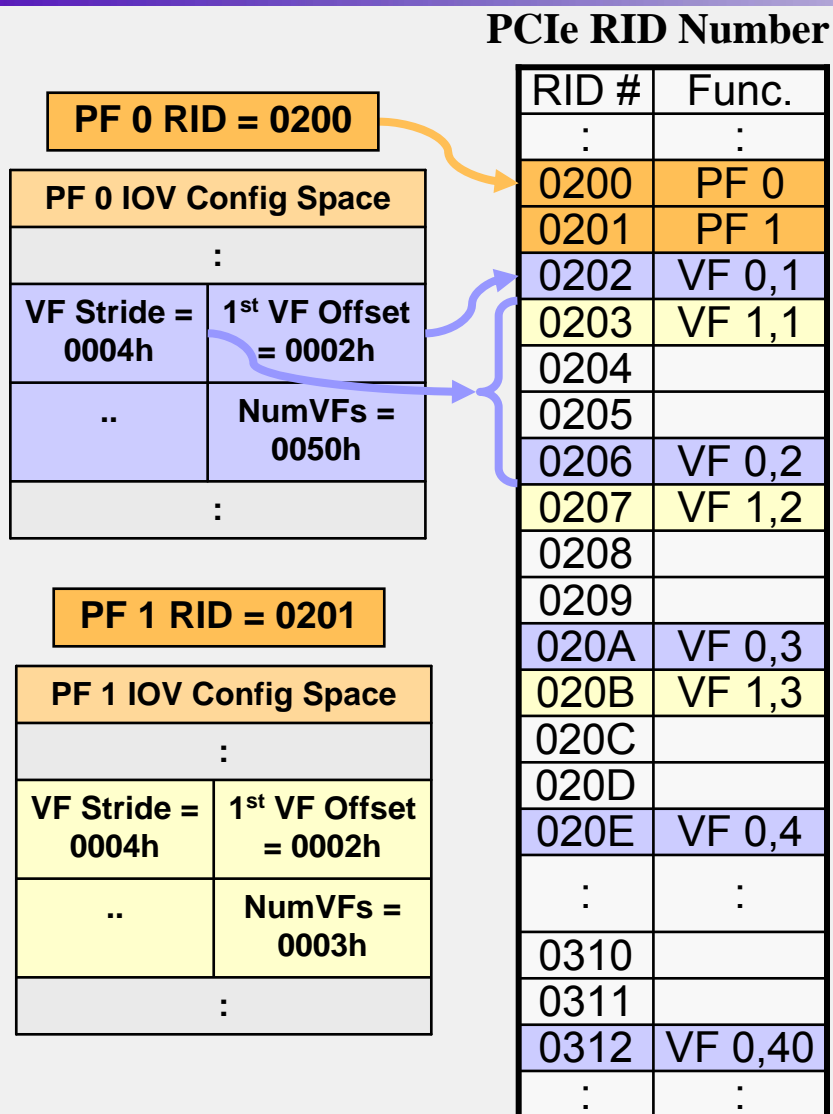 PCIe RID Number
PF 0 RID = 0200
PF 0 IOV Config Space
:
VF Stride = 0004h
1st VF Offset = 0002h
..
NumVFs = 0050h
:
PF 1 RID = 0201
PF 1 IOV Config Space
:
VF Stride = 0004h
1st VF Offset = 0002h
..
NumVFs = 0003h
:
RID # Func.
: :
0200 PF 0
0201 PF 1
0202 VF 0,1
0203 VF 1,1
0204
0205
0206 VF 0,2
0207 VF 1,2
0208
0209
020A VF 0,3
020B VF 1,3
020C
020D
020E VF 0,4
: :
0310
0311
0312 VF 0,40
: :